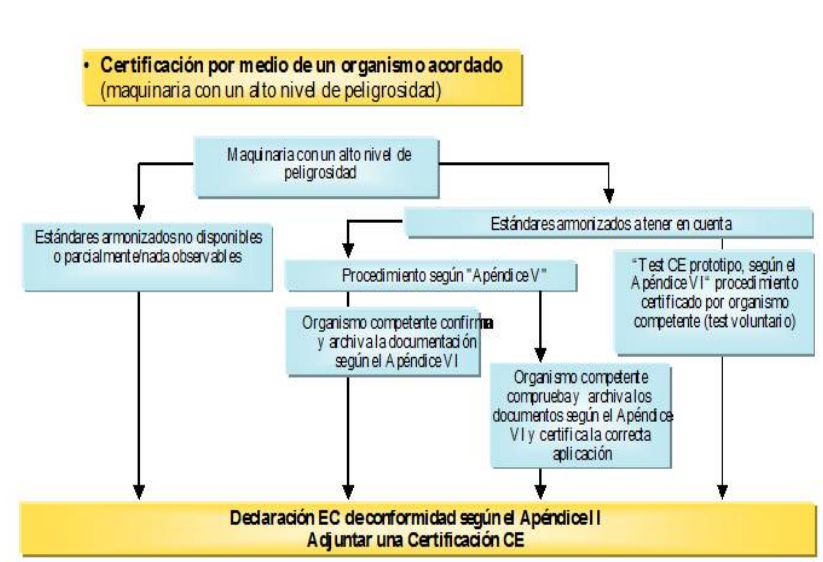 • Certificación por medio de un organismo acordado
(maquinaria con un alto nivel de peligrosidad)
Maquinaria con un alto nivel de
peligrosidad
Estándares armonizados a tener en cuenta
Estándares armonizados no disponibles
o parcialmente/nada observables
Procedimiento según "Apéndice V"
"Test CE prototipo, según el
Apéndice VI" procedimiento
certificado por organismo
competente (test voluntario)
Organismo competente confirma
y archiva la documentación
según el Apéndice VI
Organismo competente
comprueba y archiva los
documentos según el Apéndice
VI y certifica la correcta
aplicación
Declaración EC de conformidad según el Apéndice II
Adjuntar una Certificación CE